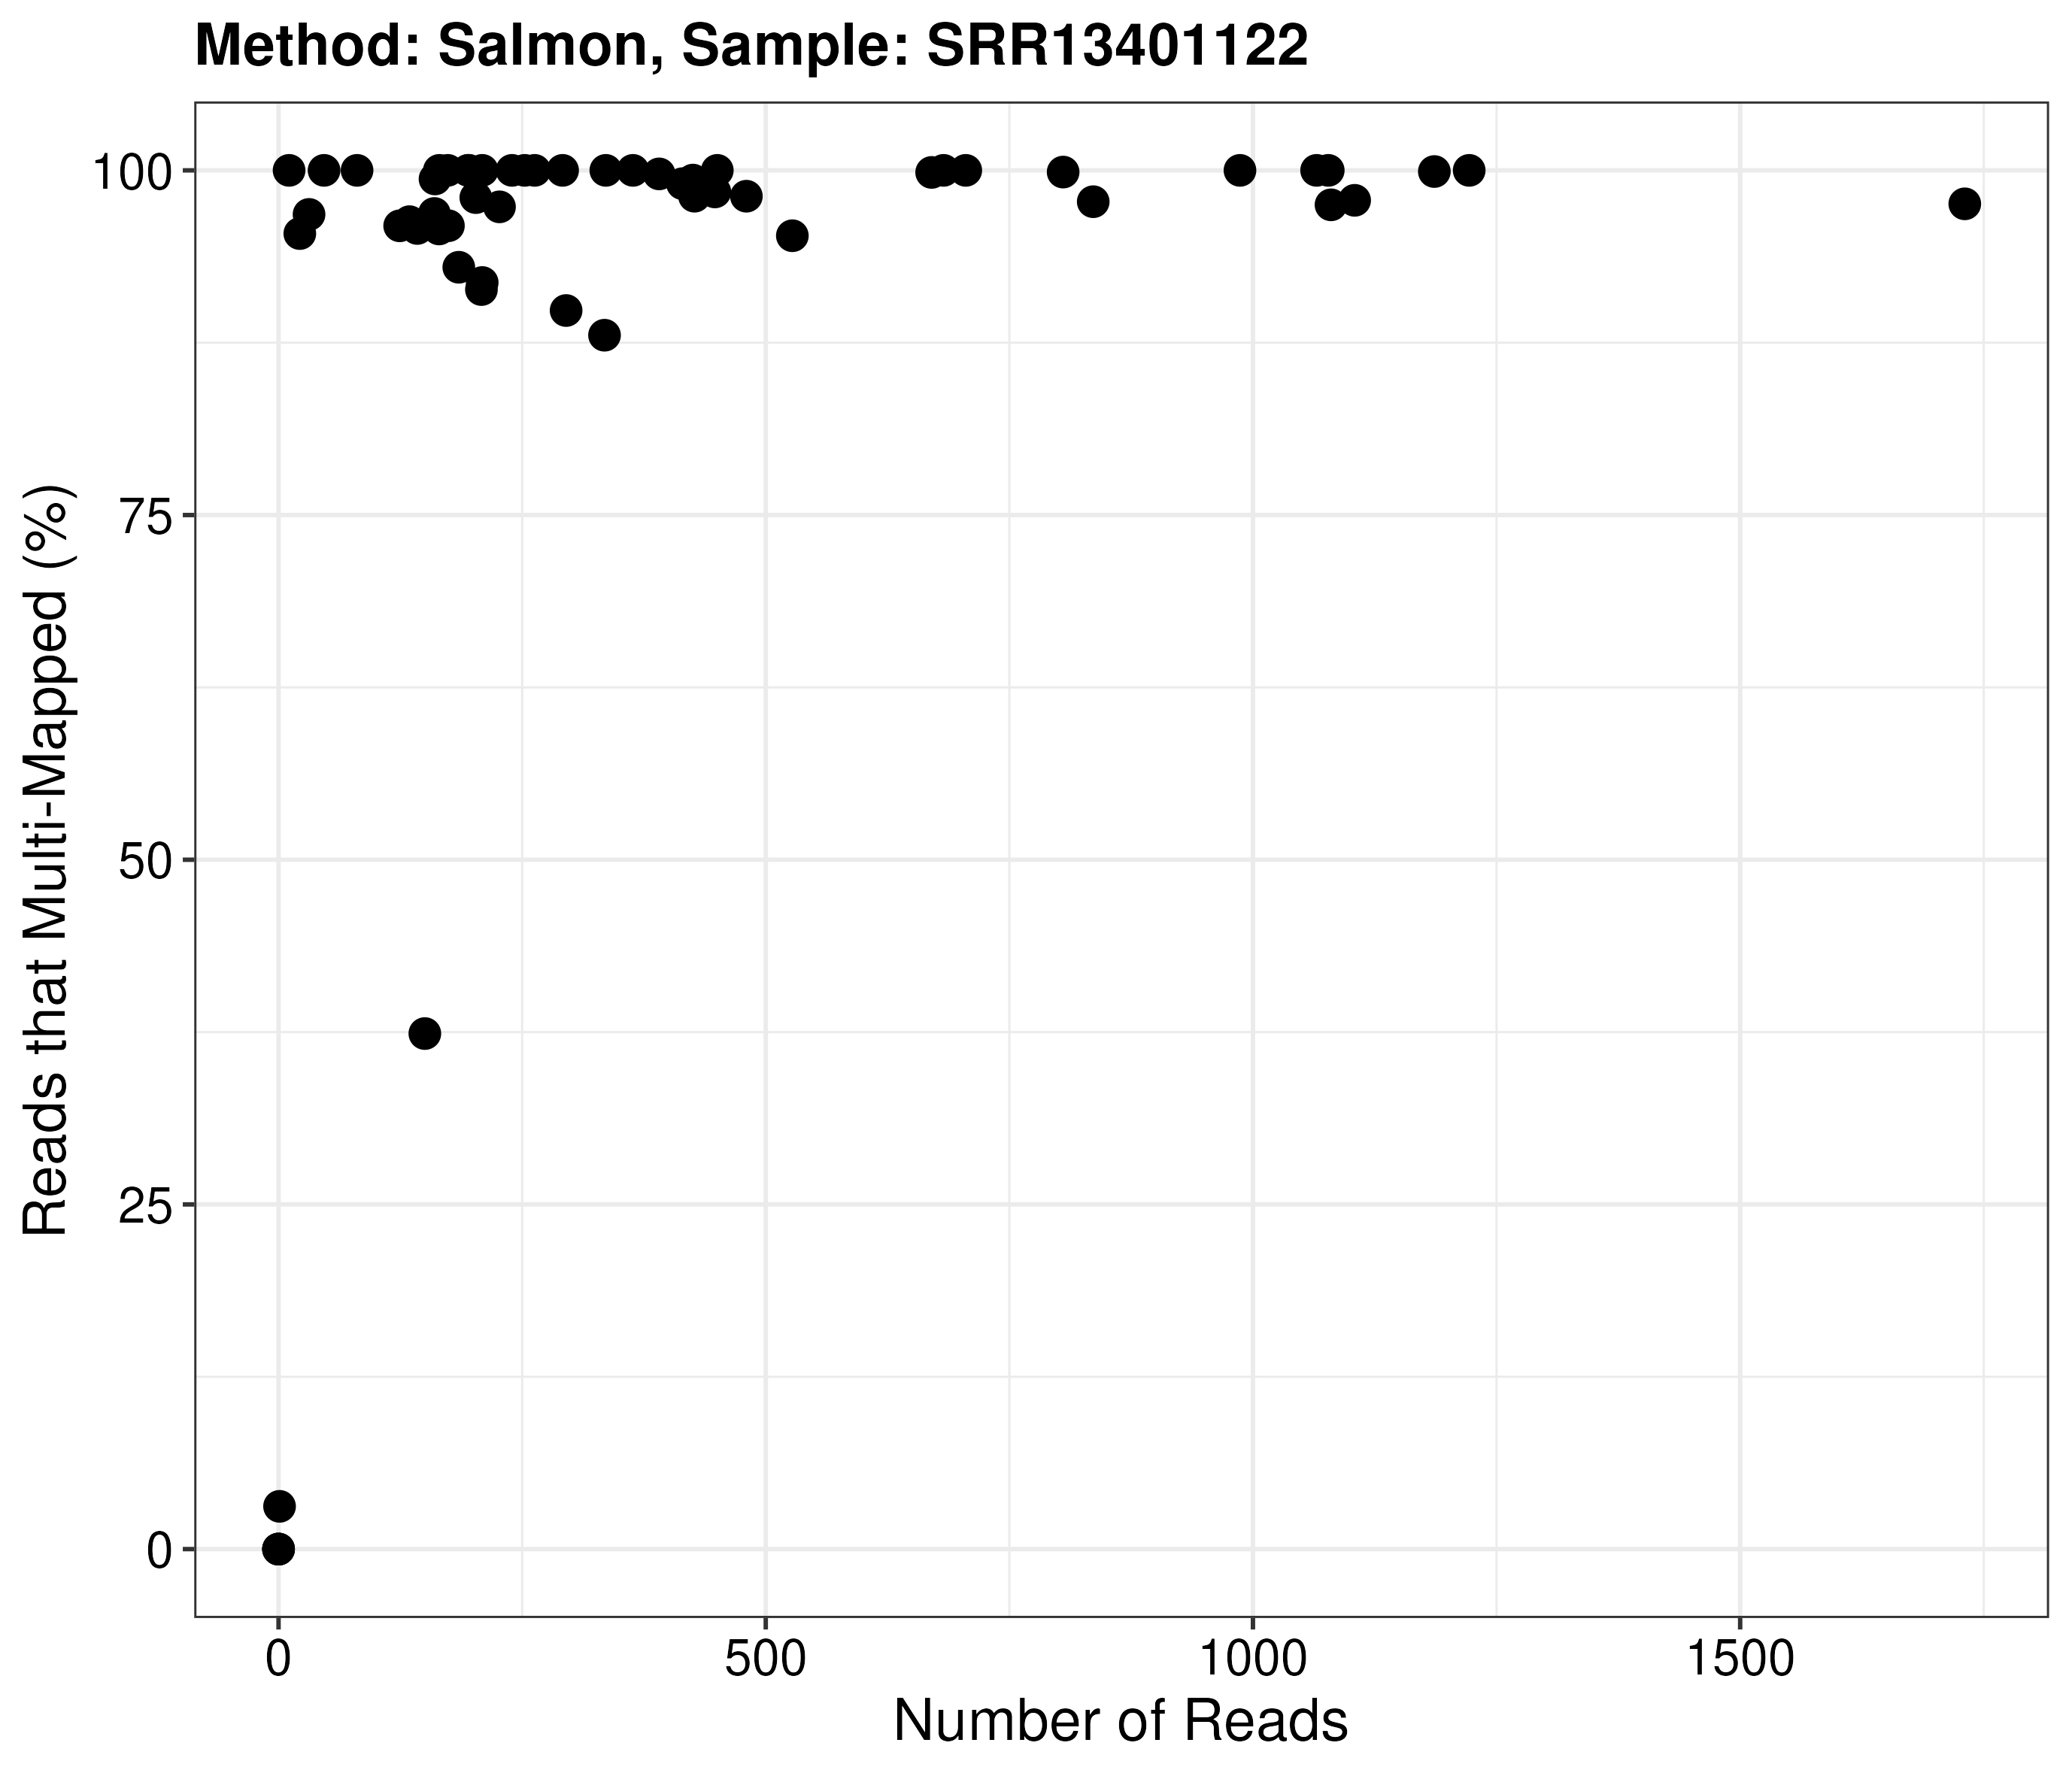 Method: Salmon, Sample: SRR13401122
Reads that Multi-Mapped (%)
100
75
50
25
0
0 500 1000 1500
Number of Reads